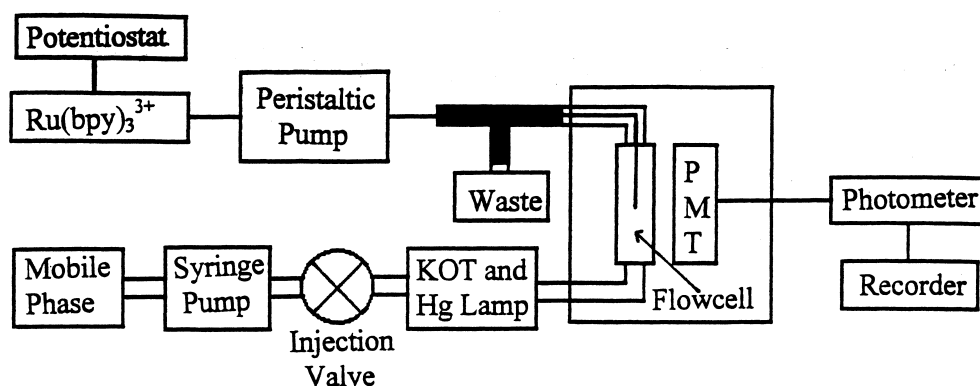 Potentiostat
Ru(bpy)₃³⁺
Peristaltic
Pump
Waste
P
M
T
Photometer
Recorder
Mobile
Phase
Syringe
Pump
Injection
Valve
KOT and
Hg Lamp
Flowcell